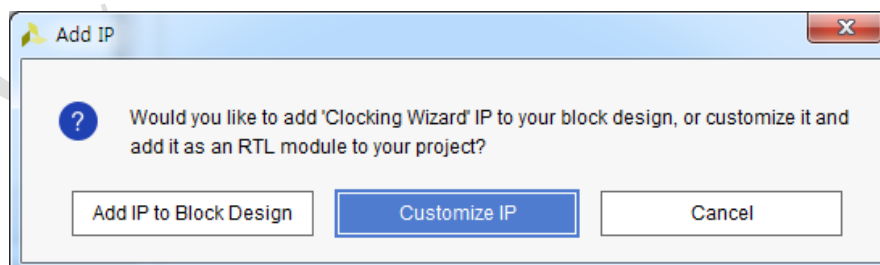 Add IP
Would you like to add 'Clocking Wizard' IP to your block design, or customize it and
add it as an RTL module to your project?
Add IP to Block Design
Customize IP
Cancel